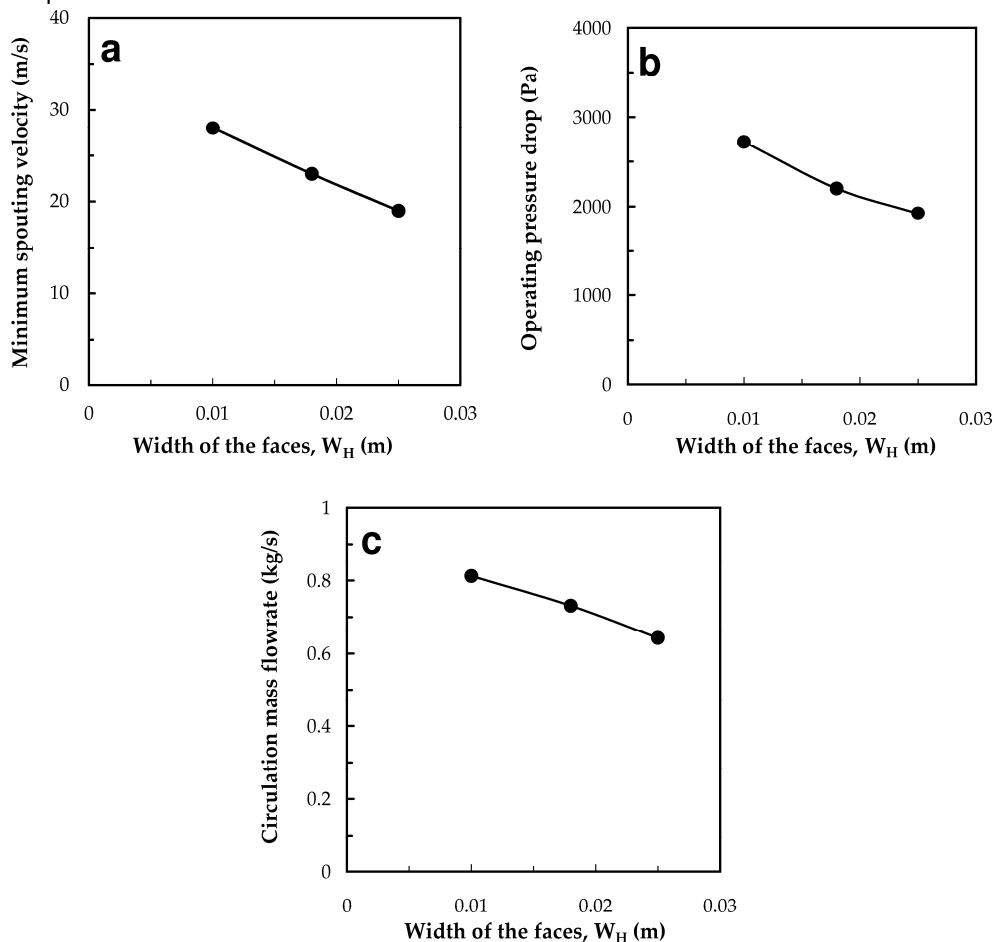 a
Minimum spouting velocity (m/s)
40
30
20
10
0
0 0.01 0.02 0.03
Width of the faces, W_H (m)
b
Operating pressure drop (Pa)
4000
3000
2000
1000
0
0 0.01 0.02 0.03
Width of the faces, W_H (m)
c
Circulation mass flowrate (kg/s)
1
0.8
0.6
0.4
0.2
0
0 0.01 0.02 0.03
Width of the faces, W_H (m)